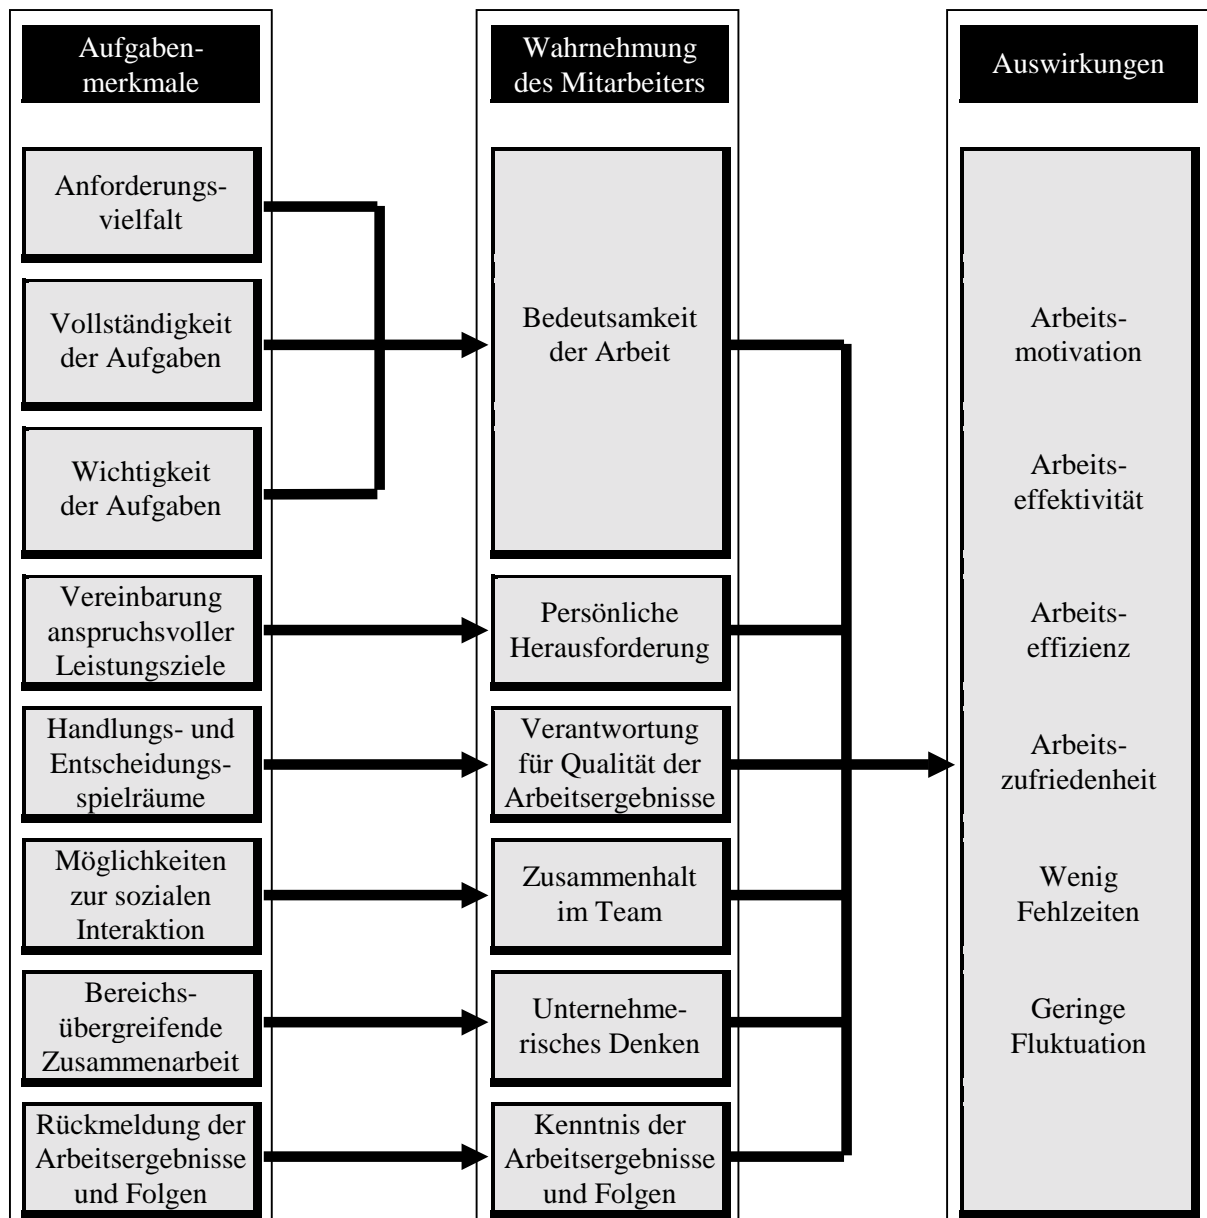 Aufgaben-
merkmale
Anforderungs-
vielfalt
Vollständigkeit
der Aufgaben
Wichtigkeit
der Aufgaben
Vereinbarung
anspruchsvoller
Leistungsziele
Handlungs- und
Entscheidungs-
spielräume
Möglichkeiten
zur sozialen
Interaktion
Bereichs-
übergreifende
Zusammenarbeit
Rückmeldung der
Arbeitsergebnisse
und Folgen
Wahrnehmung
des Mitarbeiters
Bedeutsamkeit
der Arbeit
Persönliche
Herausforderung
Verantwortung
für Qualität der
Arbeitsergebnisse
Zusammenhalt
im Team
Unternehme-
risches Denken
Kenntnis der
Arbeitsergebnisse
und Folgen
Auswirkungen
Arbeits-
motivation
Arbeits-
effektivität
Arbeits-
effizienz
Arbeits-
zufriedenheit
Wenig
Fehlzeiten
Geringe
Fluktuation